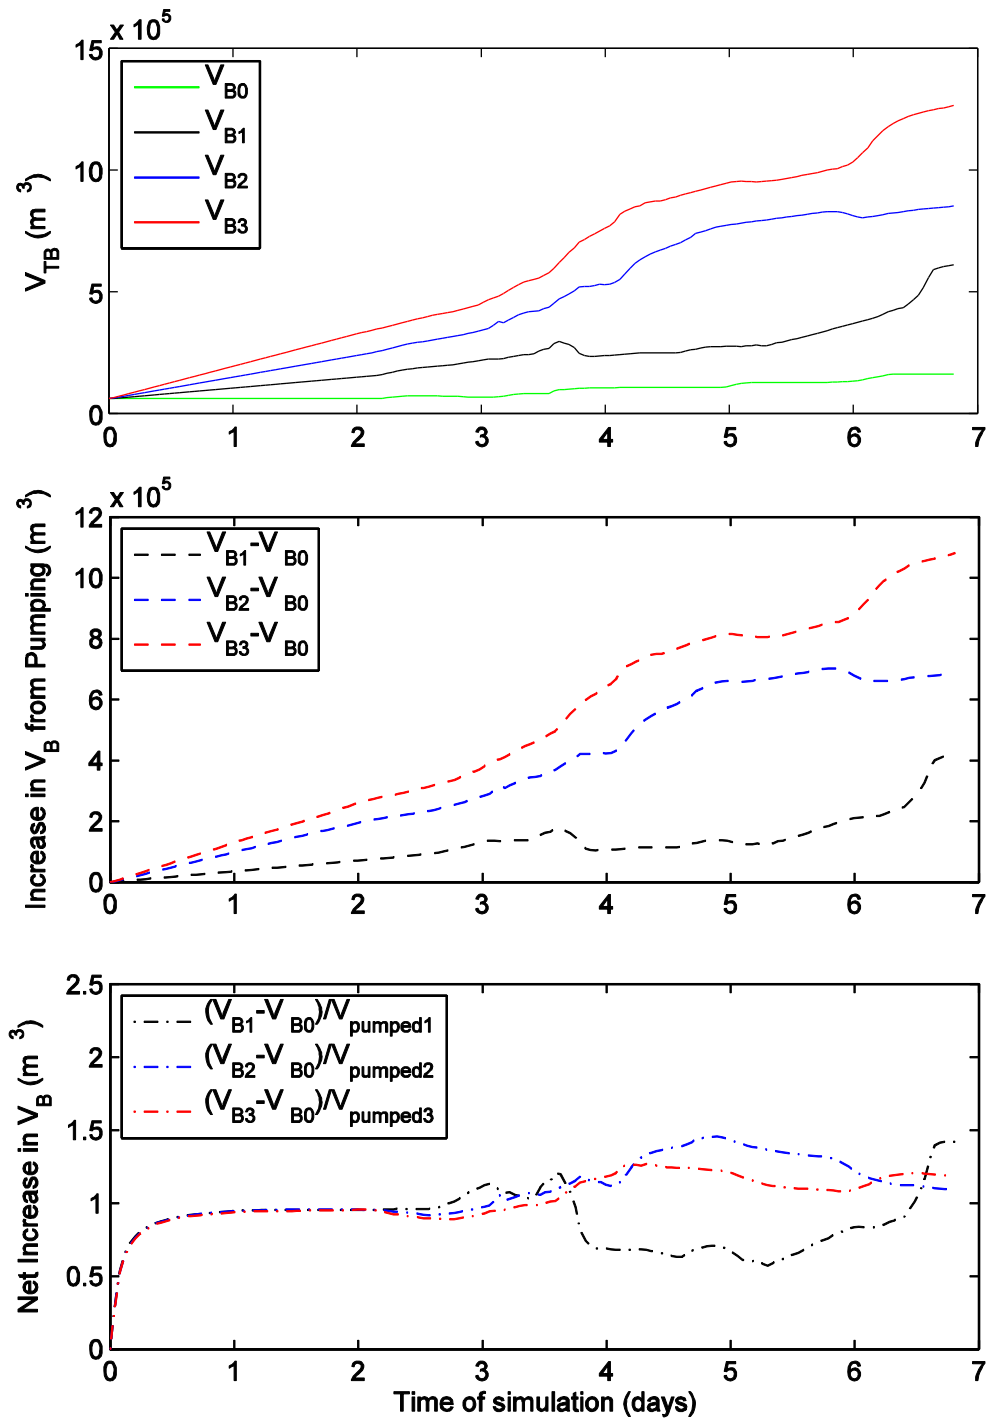 x 10^5
15
10
5
0
V_TB (m^3)
V_B0
V_B1
V_B2
V_B3
0 1 2 3 4 5 6 7
x 10^5
12
10
8
6
4
2
0
Increase in V_B from Pumping (m^3)
V_B1-V_B0
V_B2-V_B0
V_B3-V_B0
0 1 2 3 4 5 6 7
2.5
2
1.5
1
0.5
0
Net Increase in V_B (m^3)
(V_B1-V_B0)/V_pumped1
(V_B2-V_B0)/V_pumped2
(V_B3-V_B0)/V_pumped3
0 1 2 3 4 5 6 7
Time of simulation (days)